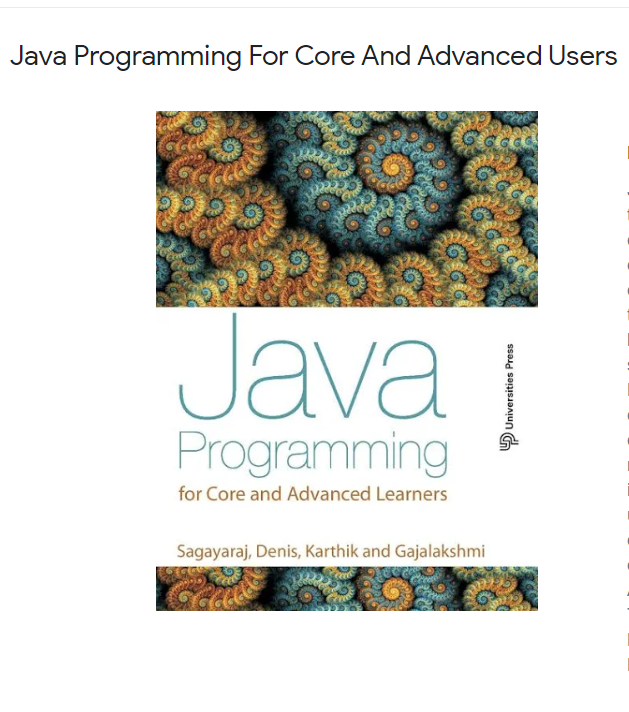 Java Programming For Core And Advanced Users
Java
Programming
for Core and Advanced Learners
Universities Press
Sagayaraj, Denis, Karthik and Gajalakshmi